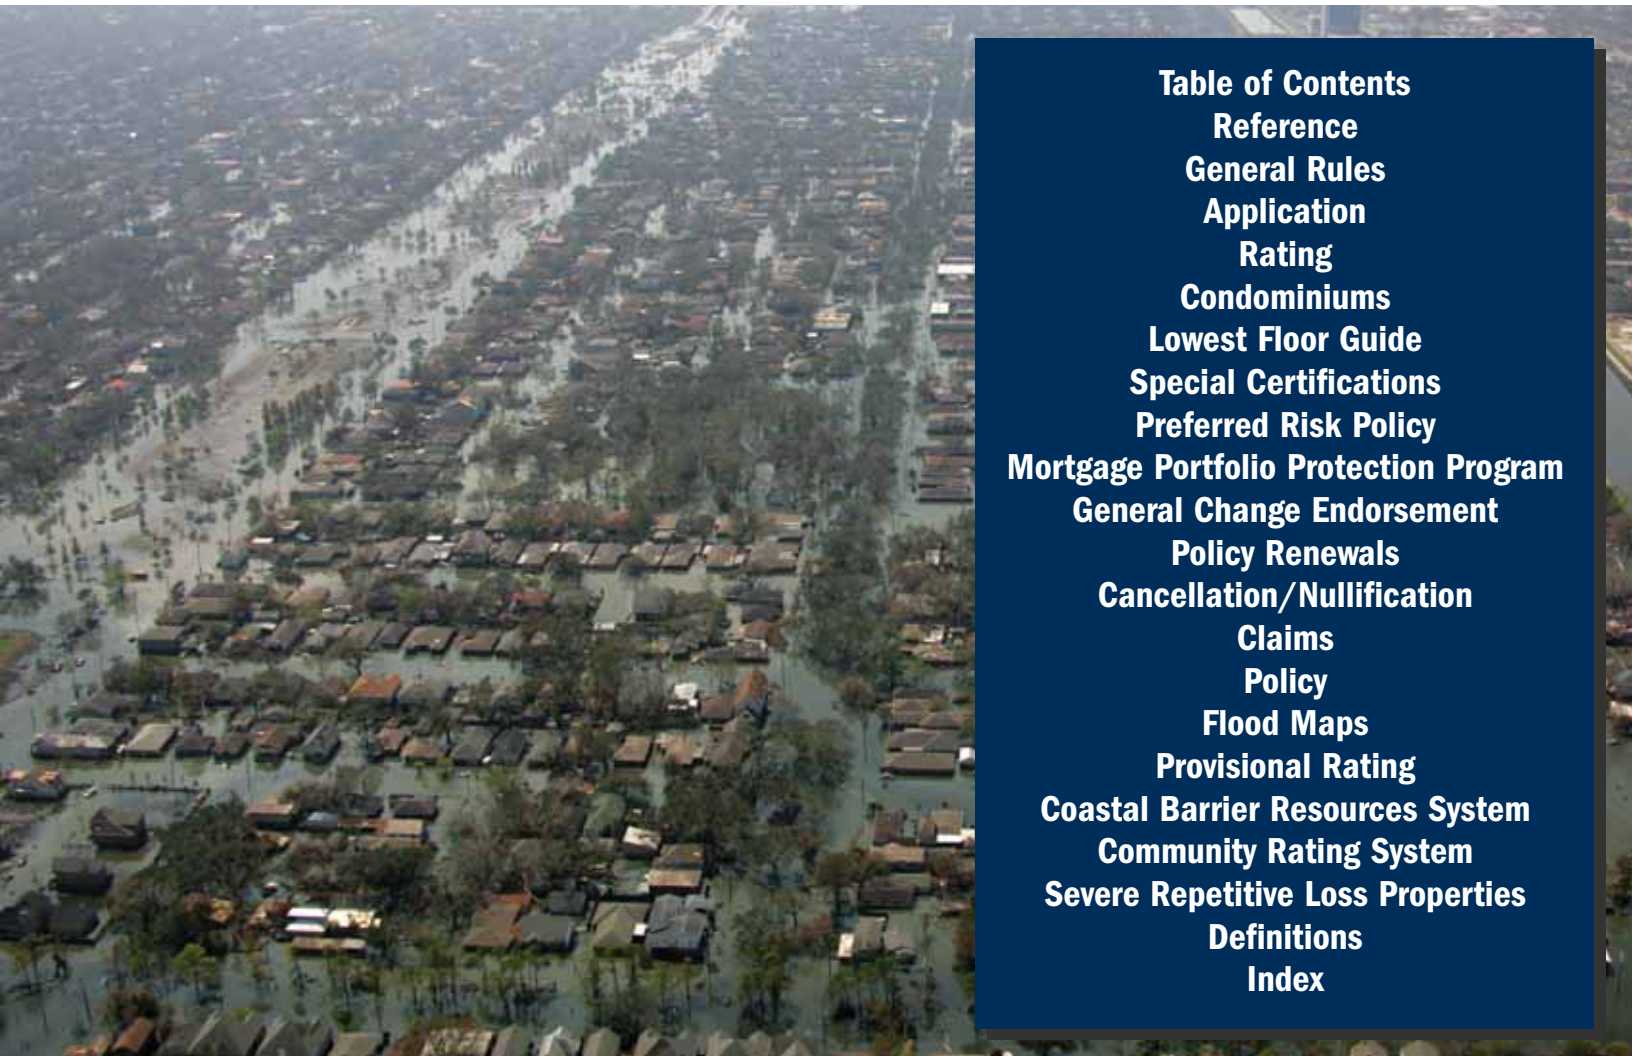 Table of Contents
Reference
General Rules
Application
Rating
Condominiums
Lowest Floor Guide
Special Certifications
Preferred Risk Policy
Mortgage Portfolio Protection Program
General Change Endorsement
Policy Renewals
Cancellation/Nullification
Claims
Policy
Flood Maps
Provisional Rating
Coastal Barrier Resources System
Community Rating System
Severe Repetitive Loss Properties
Definitions
Index